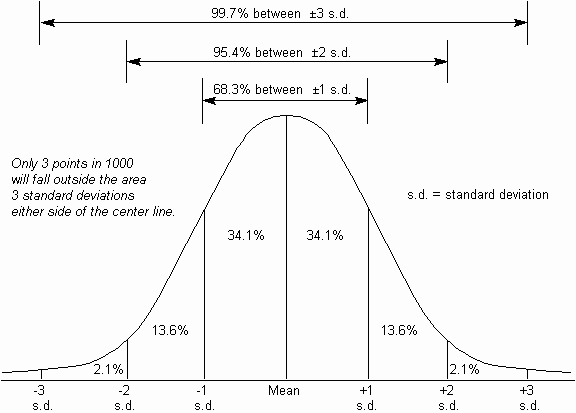 99.7% between ±3 s.d.
95.4% between ±2 s.d.
68.3% between ±1 s.d.
Only 3 points in 1000
will fall outside the area
3 standard deviations
either side of the center line.
s.d. = standard deviation
34.1% 34.1%
13.6% 13.6%
2.1% 2.1%
-3 -2 -1 Mean +1 +2 +3
s.d. s.d. s.d. s.d. s.d. s.d.